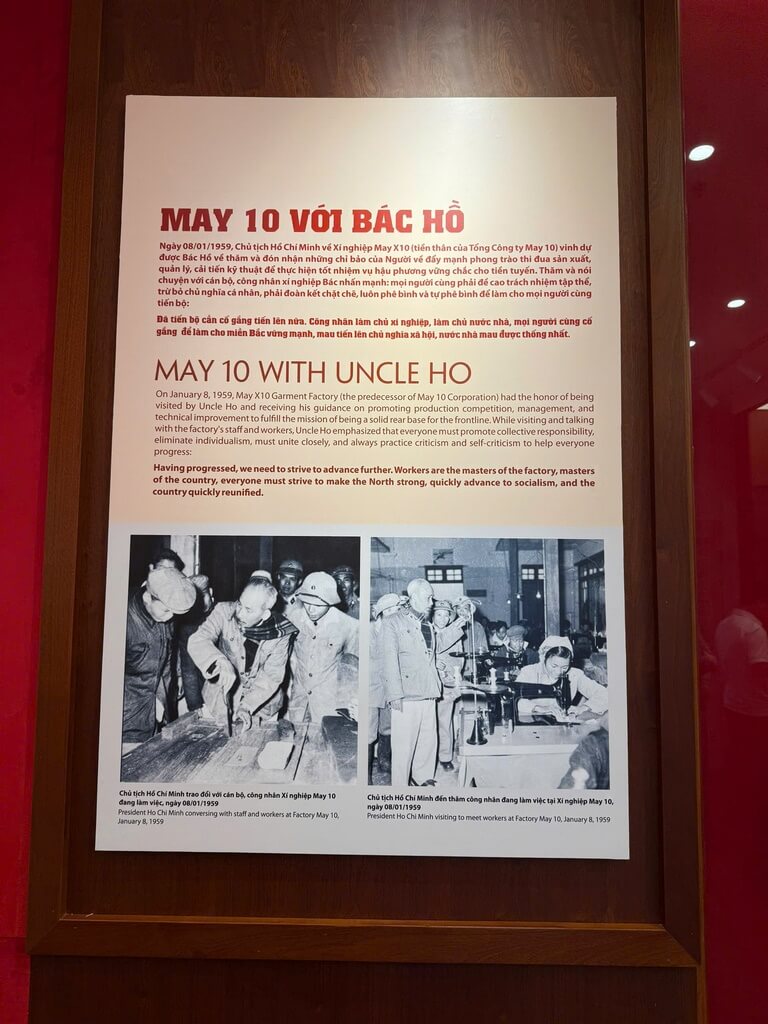 MAY 10 VỚI BÁC HỒ
Ngày 08/01/1959, Chủ tịch Hồ Chí Minh về Xí nghiệp May X10 (tiền thân của Tổng Công ty May 10) vinh dự
được Bác Hồ về thăm và đón nhận những chỉ bảo của Người về đẩy mạnh phong trào thi đua sản xuất,
quản lý, cải tiến kỹ thuật để thực hiện tốt nhiệm vụ hậu phương vững chắc cho tiền tuyến. Thăm và nói
chuyện với cán bộ, công nhân xí nghiệp Bác nhấn mạnh: mọi người cùng phải đề cao trách nhiệm tập thể,
trừ bỏ chủ nghĩa cá nhân, phải đoàn kết chặt chẽ, luôn phê bình và tự phê bình để làm cho mọi người cùng
tiến bộ:
Đã tiến bộ cần cố gắng tiến lên nữa. Công nhân làm chủ xí nghiệp, làm chủ nước nhà, mọi người cùng cố
gắng để làm cho miền Bắc vững mạnh, mau tiến lên chủ nghĩa xã hội, nước nhà mau được thống nhất.
MAY 10 WITH UNCLE HO
On January 8, 1959, May X10 Garment Factory (the predecessor of May 10 Corporation) had the honor of being
visited by Uncle Ho and receiving his guidance on promoting production competition, management, and
technical improvement to fulfill the mission of being a solid rear base for the frontline. While visiting and talking
with the factory's staff and workers, Uncle Ho emphasized that everyone must promote collective responsibility,
eliminate individualism, must unite closely, and always practice criticism and self-criticism to help everyone
progress:
Having progressed, we need to strive to advance further. Workers are the masters of the factory, masters
of the country, everyone must strive to make the North strong, quickly advance to socialism, and the
country quickly reunified.
Chủ tịch Hồ Chí Minh trao đổi với cán bộ, công nhân Xí nghiệp May 10
đang làm việc, ngày 08/01/1959
President Ho Chi Minh conversing with staff and workers at Factory May 10,
January 8, 1959
Chủ tịch Hồ Chí Minh đến thăm công nhân đang làm việc tại Xí nghiệp May 10,
ngày 08/01/1959
President Ho Chi Minh visiting to meet workers at Factory May 10, January 8, 1959